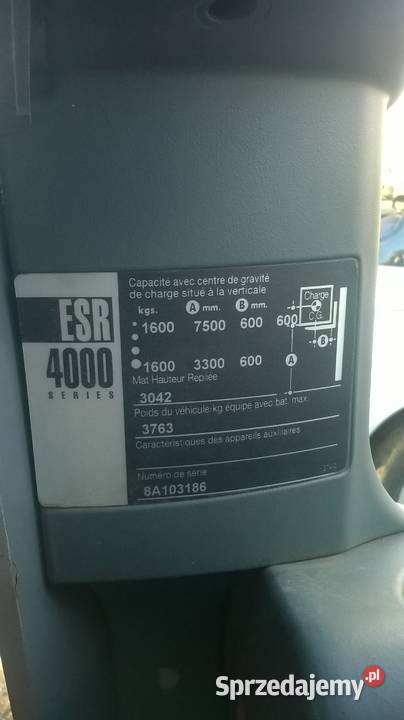 ESR
4000
SERIES
Capacité avec centre de gravité
de charge situé à la verticale
kgs. A mm. B mm.
1600 7500 600 600
1600 3300 600
Charge
C.G.
B
A
Mat Hauteur Repliée
3042
Poids du véhicule kg équipé avec bat. max.
3763
Caractéristiques des appareils auxiliaires
Numéro de série
8A103186
Sprzedajemy.pl